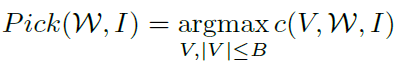 Pick(𝒲, I) = argmax c(V, 𝒲, I)
V,|V|≤B